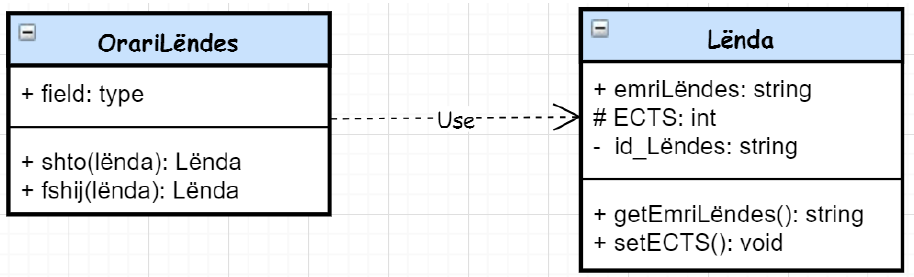 OrariLëndes
+ field: type
+ shto(lënda): Lënda
+ fshij(lënda): Lënda
Use
Lënda
+ emriLëndes: string
# ECTS: int
- id_Lëndes: string
+ getEmriLëndes(): string
+ setECTS(): void